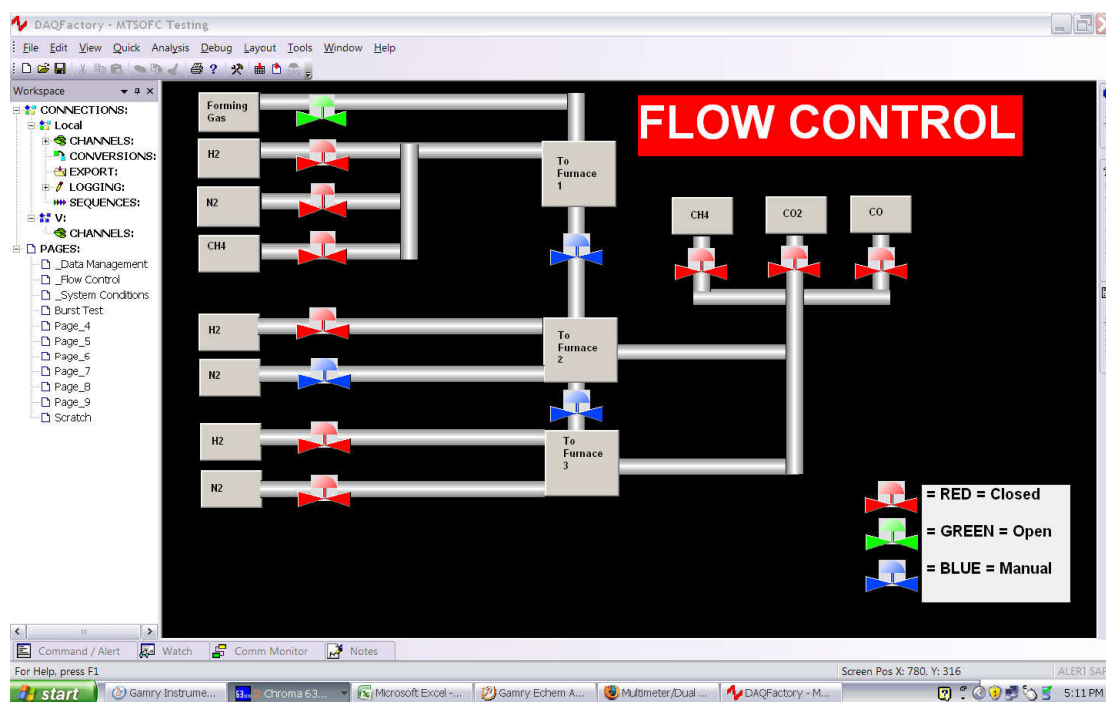 DAQFactory - MTSOFC Testing
File Edit View Quick Analysis Debug Layout Tools Window Help
Workspace
CONNECTIONS:
Local
CHANNELS:
CONVERSIONS:
EXPORT:
LOGGING:
SEQUENCES:
V:
CHANNELS:
PAGES:
_Data Management
_Flow Control
_System Conditions
Burst Test
Page_4
Page_5
Page_6
Page_7
Page_8
Page_9
Scratch
FLOW CONTROL
Forming
Gas
H2
N2
CH4
To
Furnace
1
CH4
CO2
CO
H2
N2
To
Furnace
2
H2
N2
To
Furnace
3
= RED = Closed
= GREEN = Open
= BLUE = Manual
Command / Alert Watch Comm Monitor Notes
For Help, press F1
Screen Pos X: 780, Y: 316
ALERT SAF
start Gamry Instrume... Chroma 63... Microsoft Excel -... Gamry Echem A... Multimeter/Dual ... DAQFactory - M... 5:11 PM